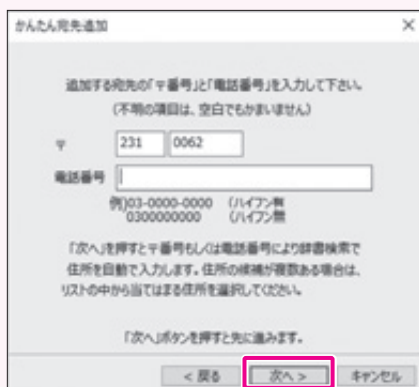 かんたん宛先追加
追加する宛先の「〒番号」と「電話番号」を入力して下さい。
(不明の項目は、空白でもかまいません)
〒 231 0062
電話番号
例)03-0000-0000 (ハイフン有
0300000000 (ハイフン無
「次へ」を押すと〒番号もしくは電話番号により辞書検索で
住所を自動で入力します。住所の候補が複数ある場合は、
リストの中から当てはまる住所を選択してください。
「次へ」ボタンを押すと先に進みます。
< 戻る 次へ > キャンセル